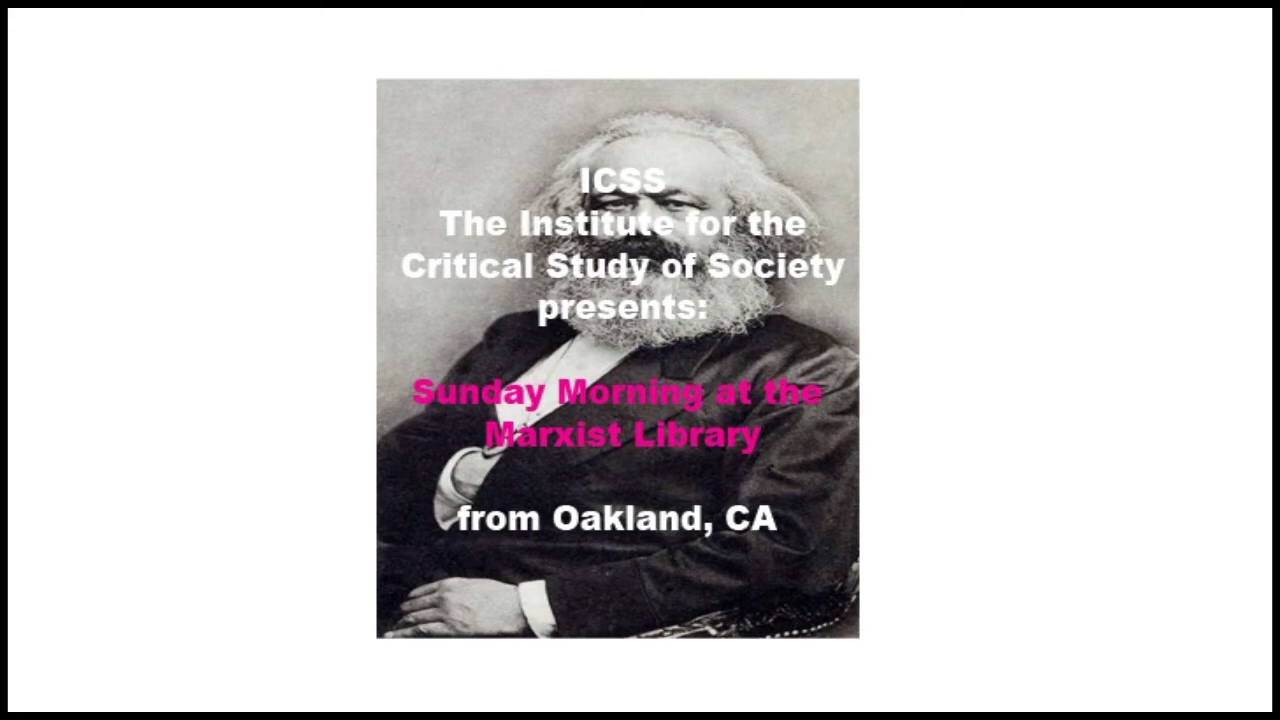 ICSS
The Institute for the
Critical Study of Society
presents:
Sunday Morning at the
Marxist Library
from Oakland, CA